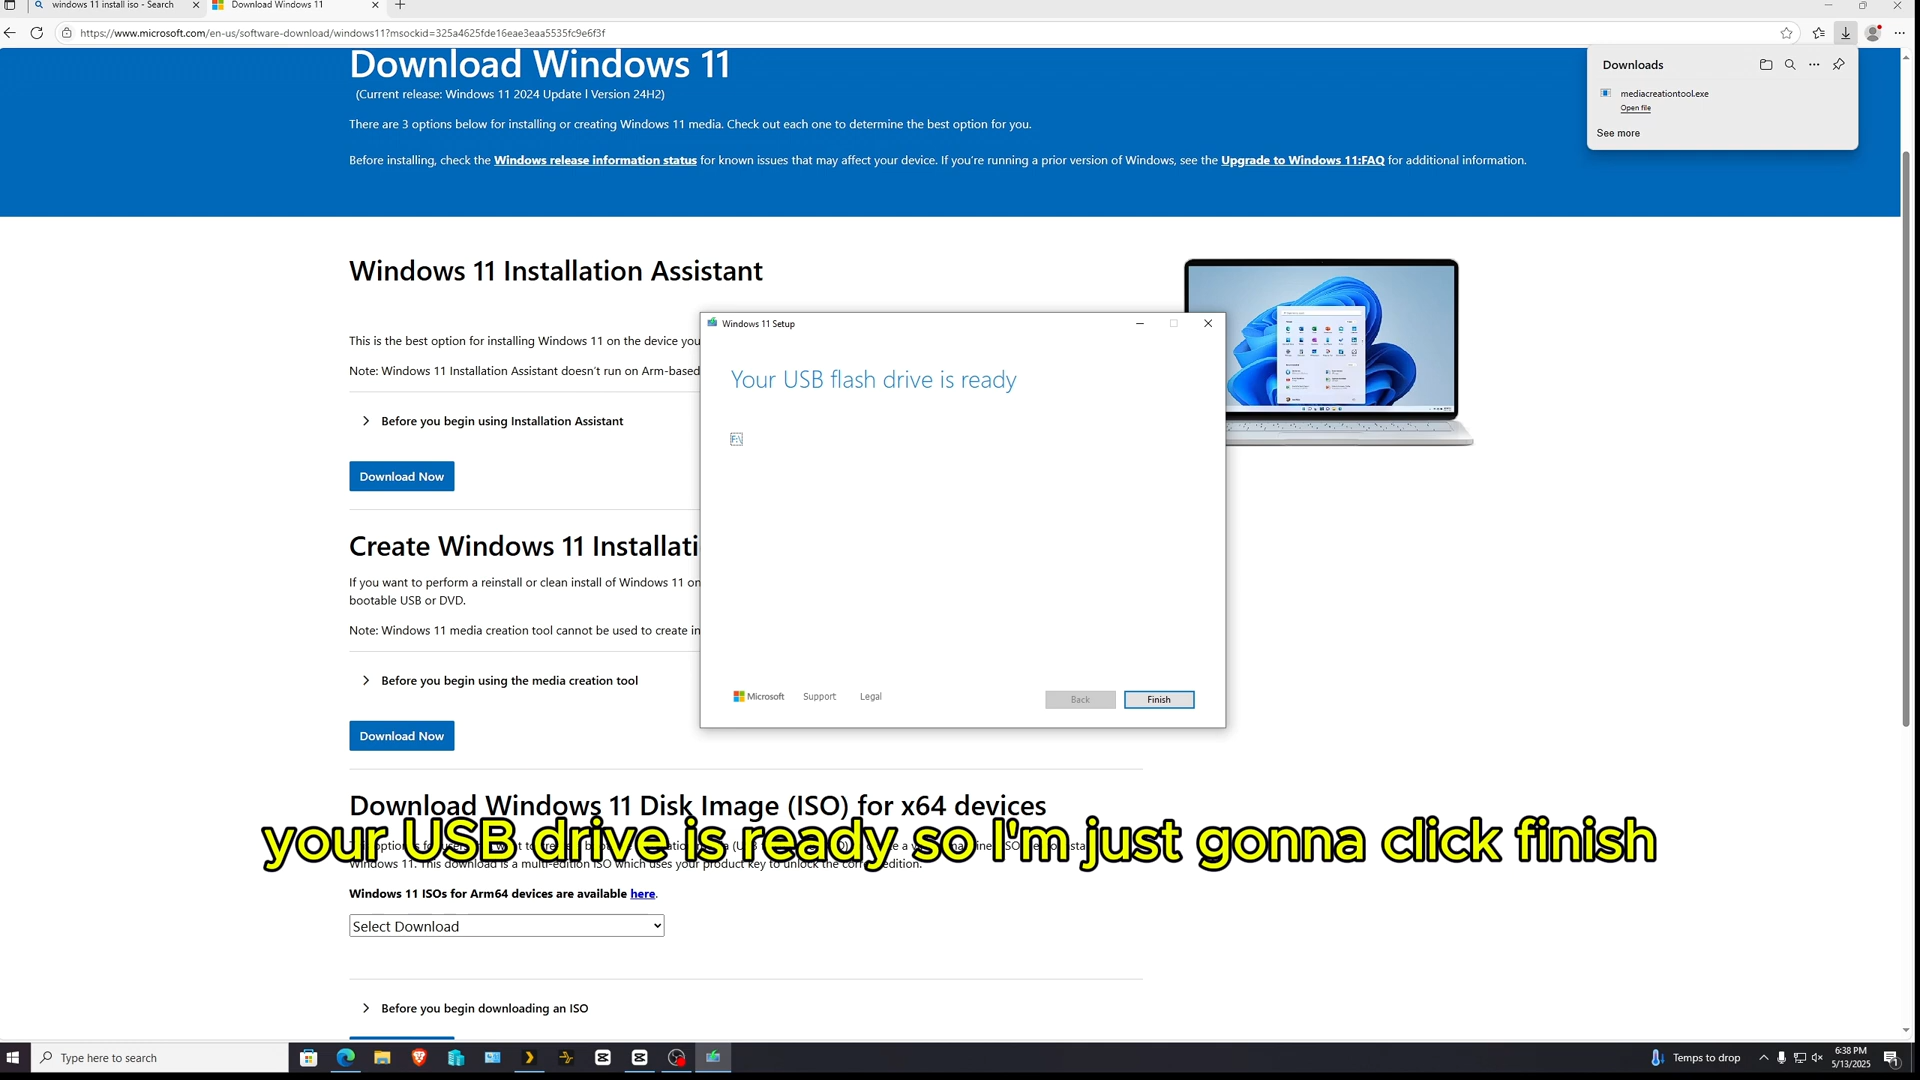 windows 11 install iso - Search
Download Windows 11
https://www.microsoft.com/en-us/software-download/windows11?msockid=325a4625fde16eae3eaa5535fc9e6f3f
Download Windows 11
(Current release: Windows 11 2024 Update l Version 24H2)
There are 3 options below for installing or creating Windows 11 media. Check out each one to determine the best option for you.
Before installing, check the Windows release information status for known issues that may affect your device. If you're running a prior version of Windows, see the Upgrade to Windows 11:FAQ for additional information.
Downloads
mediacreationtool.exe
Open file
See more
Windows 11 Installation Assistant
This is the best option for installing Windows 11 on the device you
Note: Windows 11 Installation Assistant doesn't run on Arm-based
Before you begin using Installation Assistant
Download Now
Windows 11 Setup
Your USB flash drive is ready
F:\
Microsoft
Support
Legal
Back
Finish
Create Windows 11 Installati
If you want to perform a reinstall or clean install of Windows 11 on
bootable USB or DVD.
Note: Windows 11 media creation tool cannot be used to create in
Before you begin using the media creation tool
Download Now
Download Windows 11 Disk Image (ISO) for x64 devices
your USB drive is ready so I'm just gonna click finish
Windows 11. This download is a multi-edition ISO which uses your product key to unlock the edition.
Windows 11 ISOs for Arm64 devices are available here.
Select Download
Before you begin downloading an ISO
Type here to search
Temps to drop
6:38 PM
5/13/2025
1